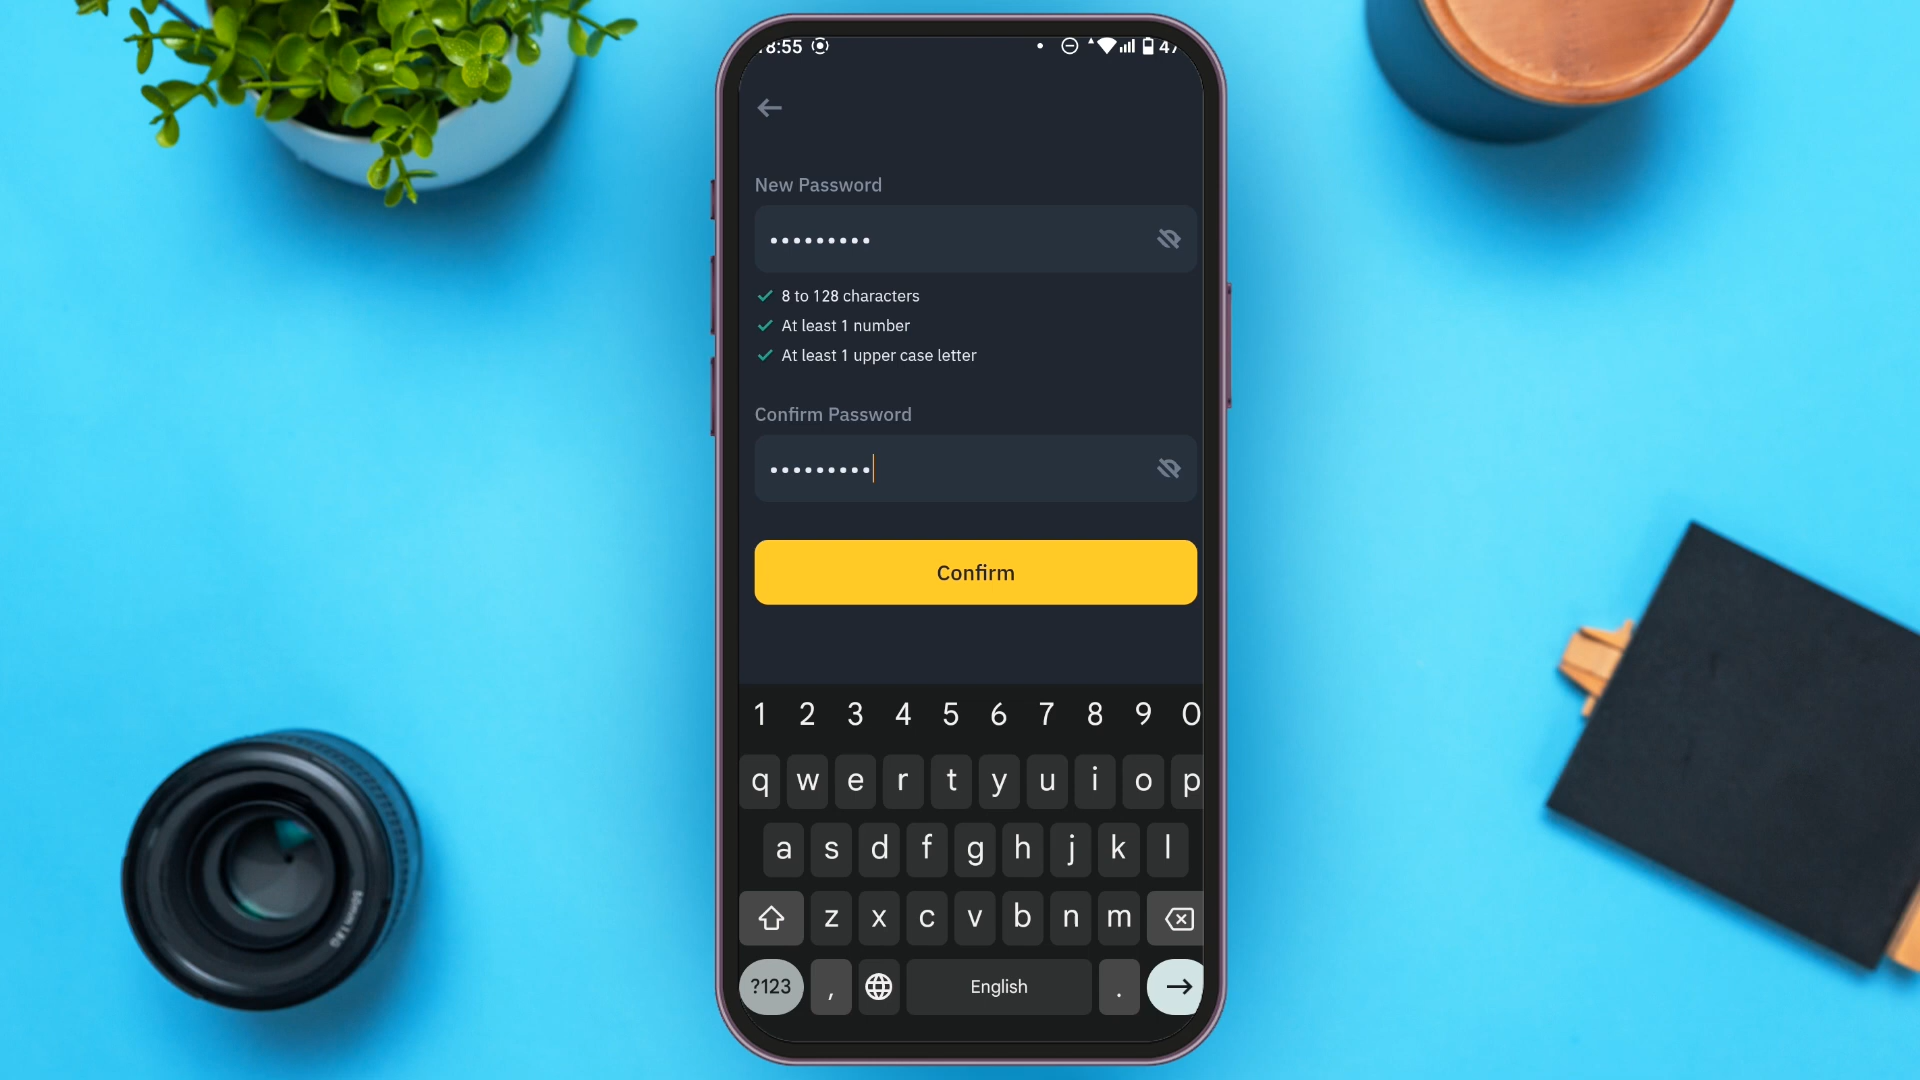 8:55 47
New Password
•••••••••
8 to 128 characters
At least 1 number
At least 1 upper case letter
Confirm Password
•••••••••
Confirm
1 2 3 4 5 6 7 8 9 0
q w e r t y u i o p
a s d f g h j k l
z x c v b n m
?123 , English .